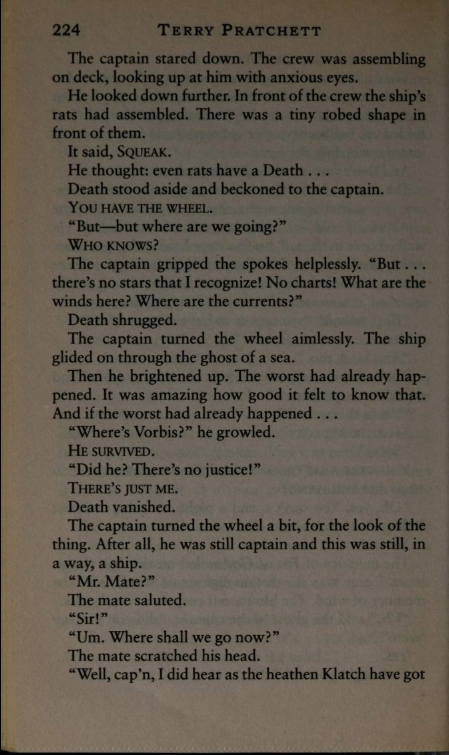 224 TERRY PRATCHETT
The captain stared down. The crew was assembling
on deck, looking up at him with anxious eyes.
He looked down further. In front of the crew the ship's
rats had assembled. There was a tiny robed shape in
front of them.
It said, SQUEAK.
He thought: even rats have a Death . . .
Death stood aside and beckoned to the captain.
YOU HAVE THE WHEEL.
“But—but where are we going?”
WHO KNOWS?
The captain gripped the spokes helplessly. “But . . .
there's no stars that I recognize! No charts! What are the
winds here? Where are the currents?”
Death shrugged.
The captain turned the wheel aimlessly. The ship
glided on through the ghost of a sea.
Then he brightened up. The worst had already hap-
pened. It was amazing how good it felt to know that.
And if the worst had already happened . . .
“Where's Vorbis?” he growled.
HE SURVIVED.
“Did he? There's no justice!”
THERE'S JUST ME.
Death vanished.
The captain turned the wheel a bit, for the look of the
thing. After all, he was still captain and this was still, in
a way, a ship.
“Mr. Mate?”
The mate saluted.
“Sir!”
“Um. Where shall we go now?”
The mate scratched his head.
“Well, cap'n, I did hear as the heathen Klatch have got